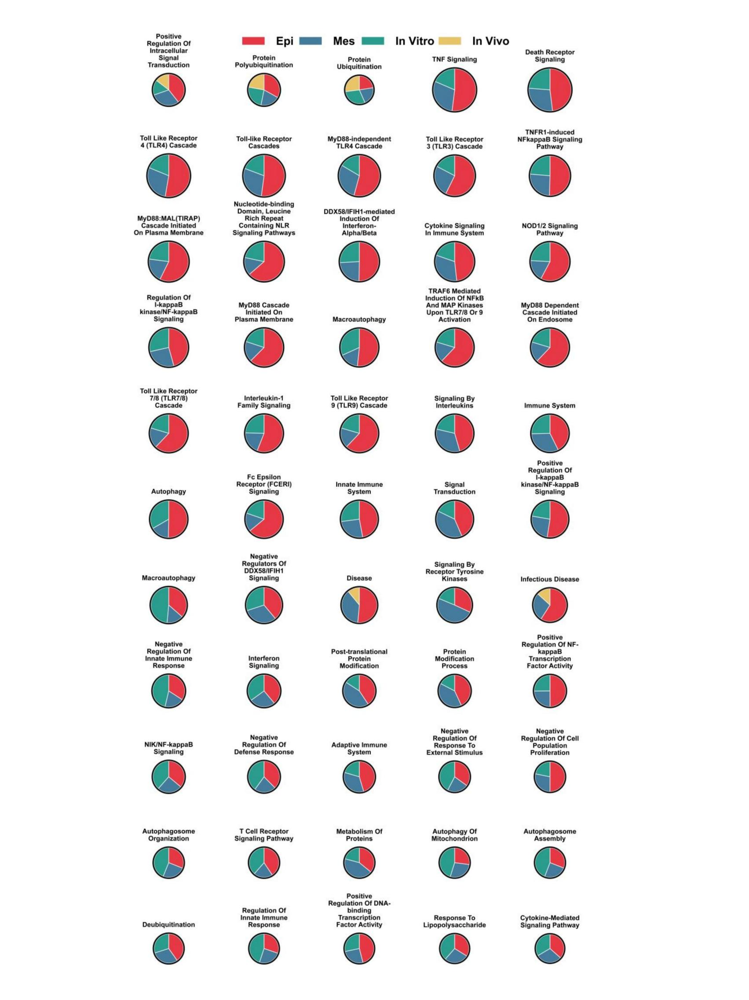 Epi
Mes
In Vitro
In Vivo
Positive
Regulation Of
Intracellular
Signal
Transduction
Protein
Polyubiquitination
Protein
Ubiquitination
TNF Signaling
Death Receptor
Signaling
Toll Like Receptor
4 (TLR4) Cascade
Toll-like Receptor
Cascades
MyD88-independent
TLR4 Cascade
Toll Like Receptor
3 (TLR3) Cascade
TNFR1-induced
NFkappaB Signaling
Pathway
MyD88:MAL(TIRAP)
Cascade Initiated
On Plasma Membrane
Nucleotide-binding
Domain, Leucine
Rich Repeat
Containing NLR
Signaling Pathways
DDX58/IFIH1-mediated
Induction Of
Interferon-
Alpha/Beta
Cytokine Signaling
In Immune System
NOD1/2 Signaling
Pathway
Regulation Of
I-kappaB
kinase/NF-kappaB
Signaling
MyD88 Cascade
Initiated On
Plasma Membrane
Macroautophagy
TRAF6 Mediated
Induction Of NFkB
And MAP Kinases
Upon TLR7/8 Or 9
Activation
MyD88 Dependent
Cascade Initiated
On Endosome
Toll Like Receptor
7/8 (TLR7/8)
Cascade
Interleukin-1
Family Signaling
Toll Like Receptor
9 (TLR9) Cascade
Signaling By
Interleukins
Immune System
Autophagy
Fc Epsilon
Receptor (FCERI)
Signaling
Innate Immune
System
Signal
Transduction
Positive
Regulation Of
I-kappaB
kinase/NF-kappaB
Signaling
Macroautophagy
Negative
Regulators Of
DDX58/IFIH1
Signaling
Disease
Signaling By
Receptor Tyrosine
Kinases
Infectious Disease
Negative
Regulation Of
Innate Immune
Response
Interferon
Signaling
Post-translational
Protein
Modification
Protein
Modification
Process
Positive
Regulation Of NF-
kappaB
Transcription
Factor Activity
NIK/NF-kappaB
Signaling
Negative
Regulation Of
Defense Response
Adaptive Immune
System
Negative
Regulation Of
Response To
External Stimulus
Negative
Regulation Of Cell
Population
Proliferation
Autophagosome
Organization
T Cell Receptor
Signaling Pathway
Metabolism Of
Proteins
Autophagy Of
Mitochondrion
Autophagosome
Assembly
Deubiquitination
Regulation Of
Innate Immune
Response
Positive
Regulation Of DNA-
binding
Transcription
Factor Activity
Response To
Lipopolysaccharide
Cytokine-Mediated
Signaling Pathway